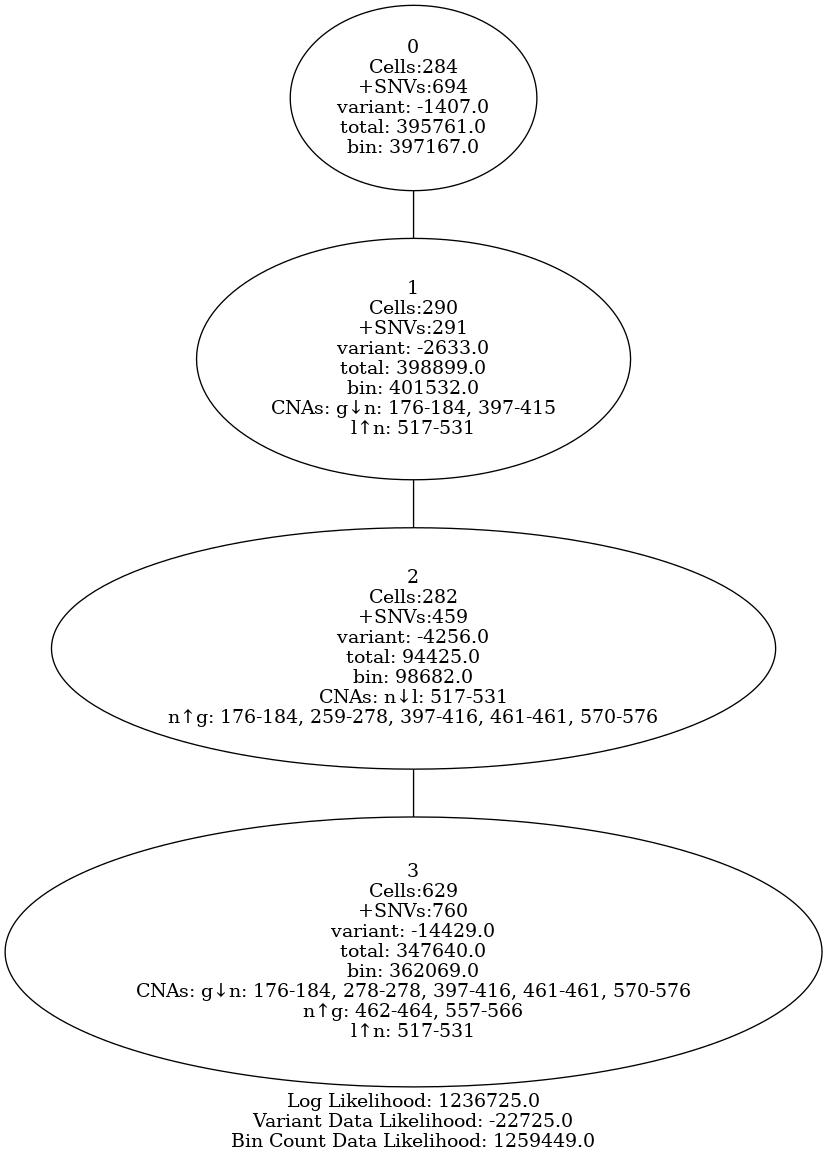 0
Cells:284
+SNVs:694
variant: -1407.0
total: 395761.0
bin: 397167.0
1
Cells:290
+SNVs:291
variant: -2633.0
total: 398899.0
bin: 401532.0
CNAs: g↓n: 176-184, 397-415
l↑n: 517-531
2
Cells:282
+SNVs:459
variant: -4256.0
total: 94425.0
bin: 98682.0
CNAs: n↓l: 517-531
n↑g: 176-184, 259-278, 397-416, 461-461, 570-576
3
Cells:629
+SNVs:760
variant: -14429.0
total: 347640.0
bin: 362069.0
CNAs: g↓n: 176-184, 278-278, 397-416, 461-461, 570-576
n↑g: 462-464, 557-566
l↑n: 517-531
Log Likelihood: 1236725.0
Variant Data Likelihood: -22725.0
Bin Count Data Likelihood: 1259449.0